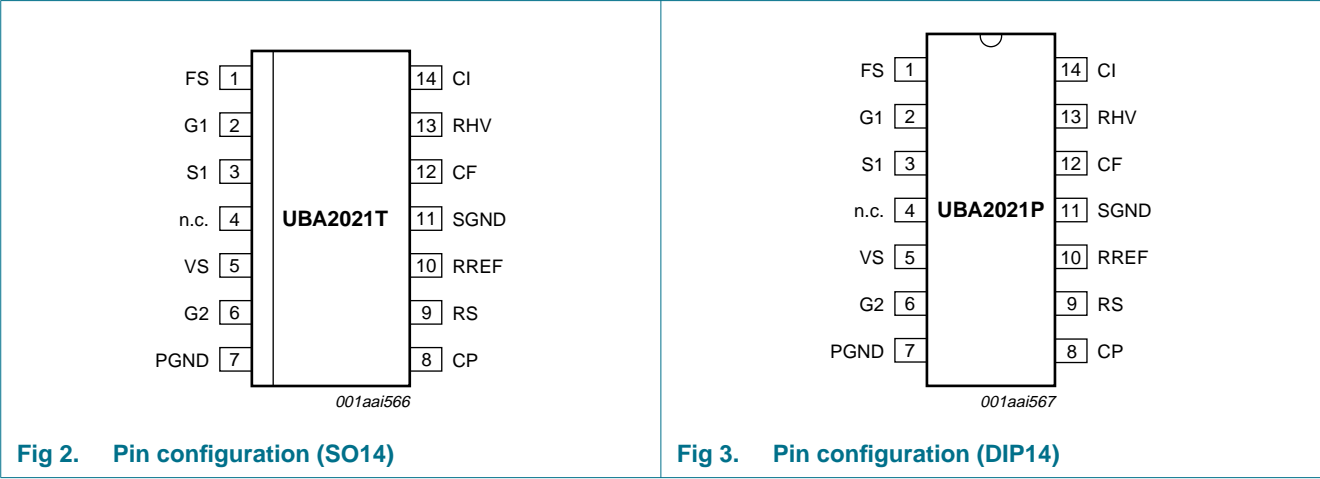 FS 1 14 CI
G1 2 13 RHV
S1 3 12 CF
n.c. 4 UBA2021T 11 SGND
VS 5 10 RREF
G2 6 9 RS
PGND 7 8 CP
001aai566
Fig 2. Pin configuration (SO14)
FS 1 14 CI
G1 2 13 RHV
S1 3 12 CF
n.c. 4 UBA2021P 11 SGND
VS 5 10 RREF
G2 6 9 RS
PGND 7 8 CP
001aai567
Fig 3. Pin configuration (DIP14)